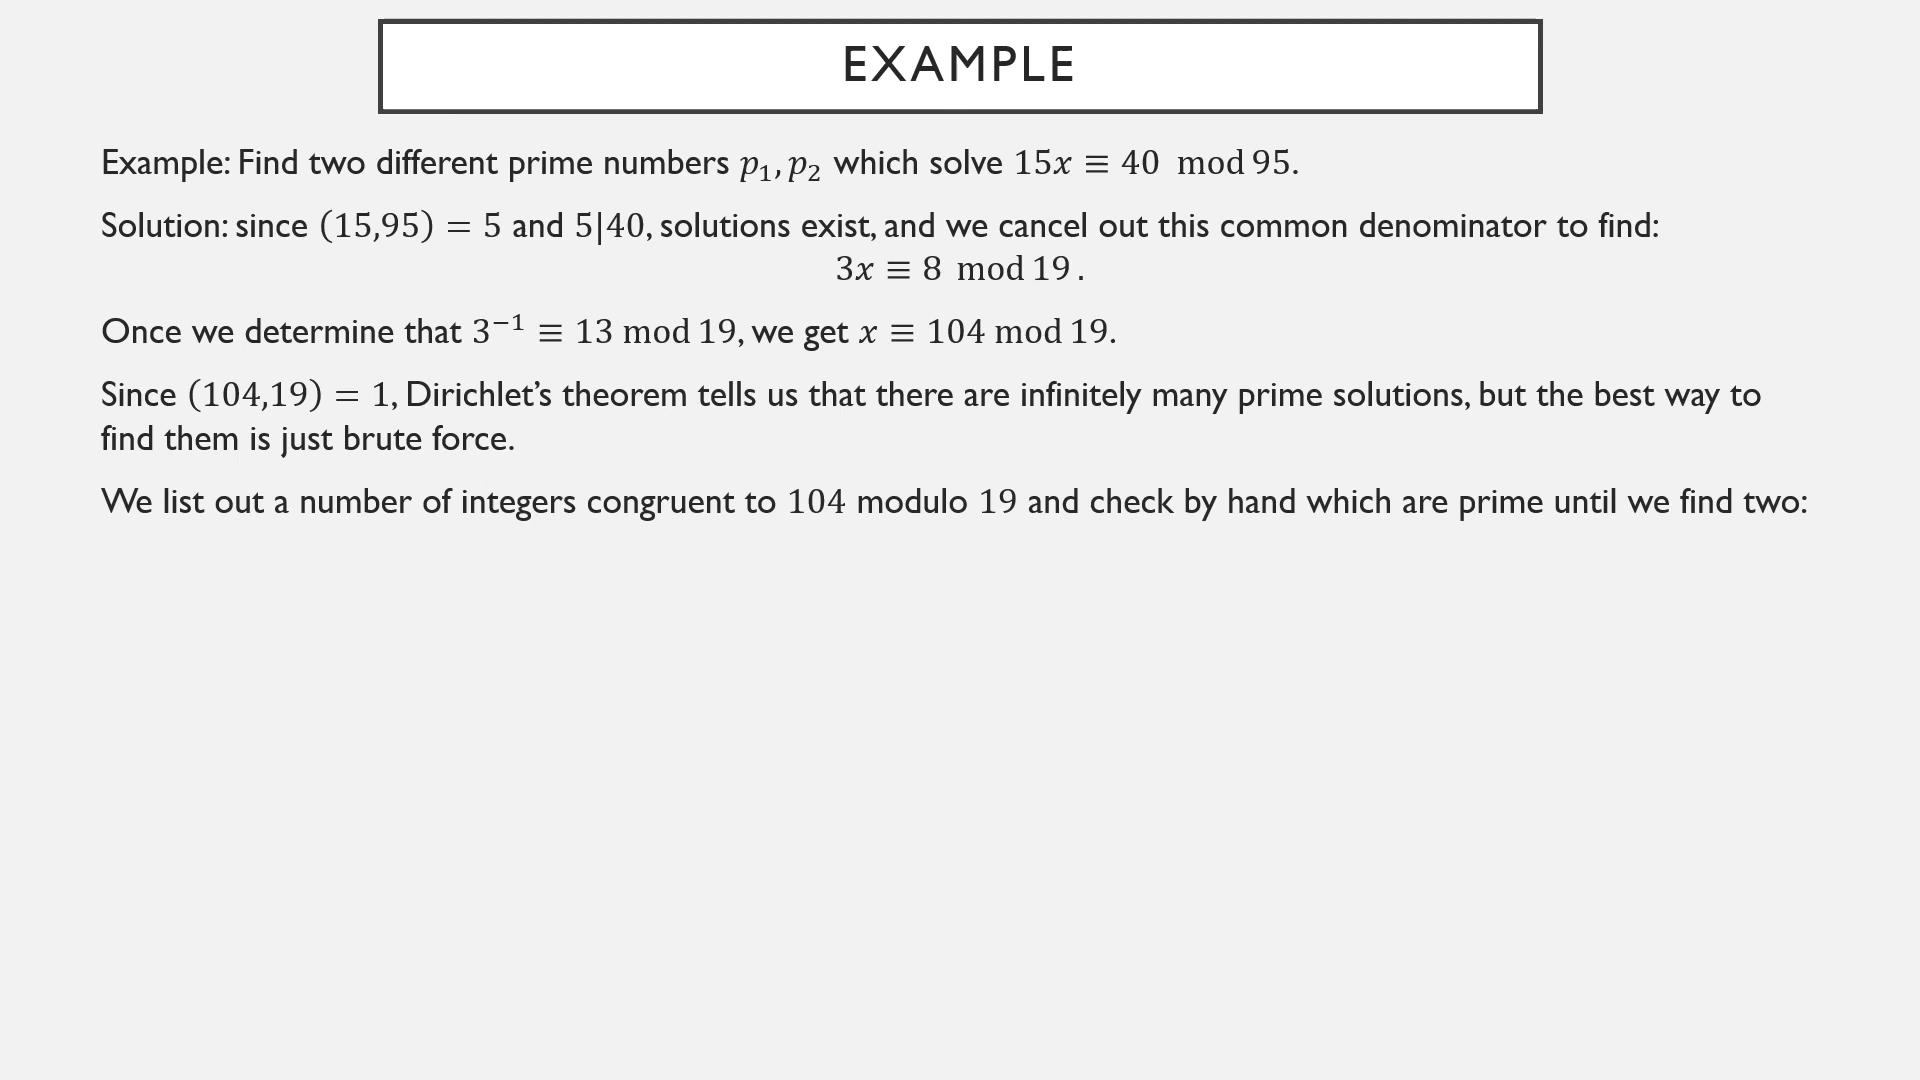 EXAMPLE
Example: Find two different prime numbers p₁, p₂ which solve 15x ≡ 40 mod 95.
Solution: since (15,95) = 5 and 5|40, solutions exist, and we cancel out this common denominator to find:
3x ≡ 8 mod 19.
Once we determine that 3⁻¹ ≡ 13 mod 19, we get x ≡ 104 mod 19.
Since (104,19) = 1, Dirichlet’s theorem tells us that there are infinitely many prime solutions, but the best way to
find them is just brute force.
We list out a number of integers congruent to 104 modulo 19 and check by hand which are prime until we find two: